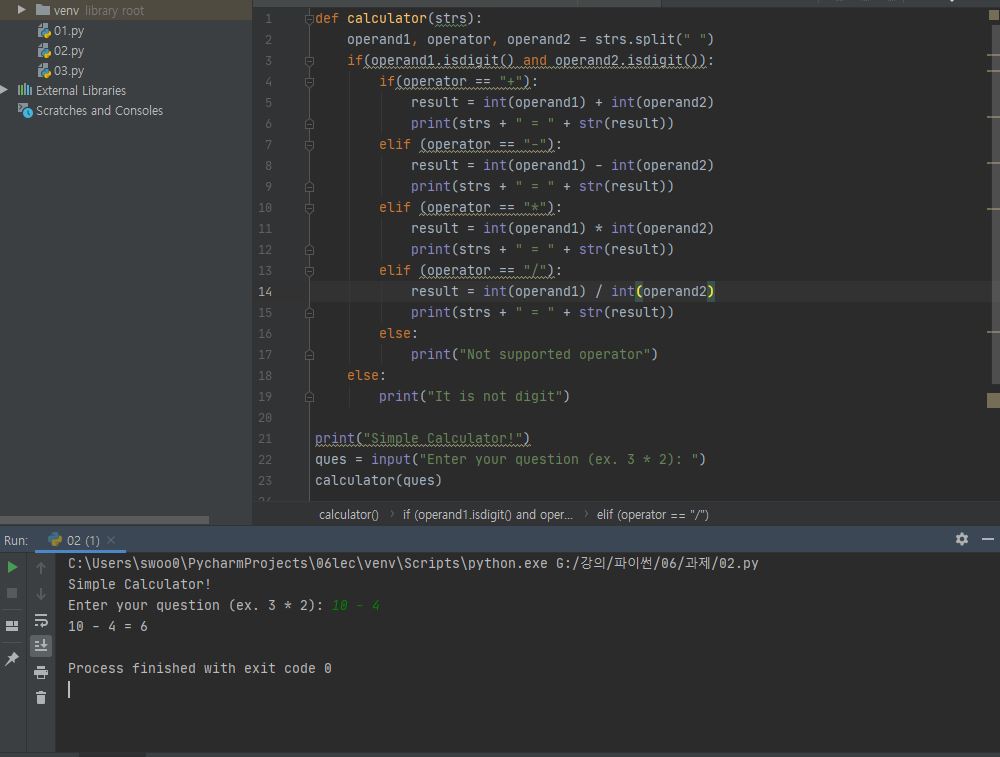 venv library root
01.py
02.py
03.py
External Libraries
Scratches and Consoles
1 def calculator(strs):
2     operand1, operator, operand2 = strs.split(" ")
3     if(operand1.isdigit() and operand2.isdigit()):
4         if(operator == "+"):
5             result = int(operand1) + int(operand2)
6             print(strs + " = " + str(result))
7         elif (operator == "-"):
8             result = int(operand1) - int(operand2)
9             print(strs + " = " + str(result))
10         elif (operator == "*"):
11             result = int(operand1) * int(operand2)
12             print(strs + " = " + str(result))
13         elif (operator == "/"):
14             result = int(operand1) / int(operand2)
15             print(strs + " = " + str(result))
16         else:
17             print("Not supported operator")
18     else:
19         print("It is not digit")
20
21 print("Simple Calculator!")
22 ques = input("Enter your question (ex. 3 * 2): ")
23 calculator(ques)
calculator() › if (operand1.isdigit() and oper... › elif (operator == "/")
Run: 02 (1) ×
C:\Users\swoo0\PycharmProjects\06lec\venv\Scripts\python.exe G:/강의/파이썬/06/과제/02.py
Simple Calculator!
Enter your question (ex. 3 * 2): 10 - 4
10 - 4 = 6
Process finished with exit code 0